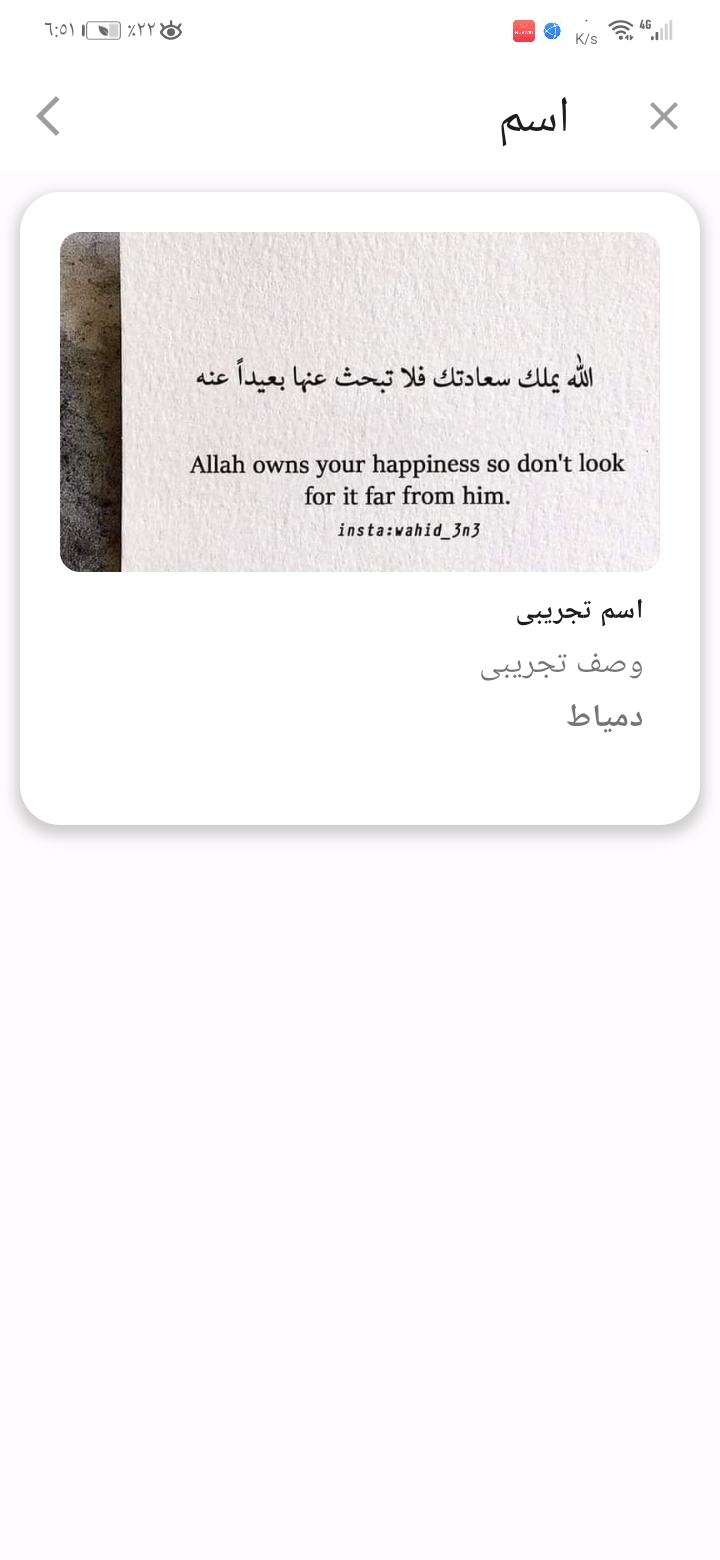 ٦:٥١ ٪٢٢ K/s 4G
اسم
الله يملك سعادتك فلا تبحث عنها بعيداً عنه
Allah owns your happiness so don't look
for it far from him.
insta:wahid_3n3
اسم تجريبى
وصف تجريبى
دمياط